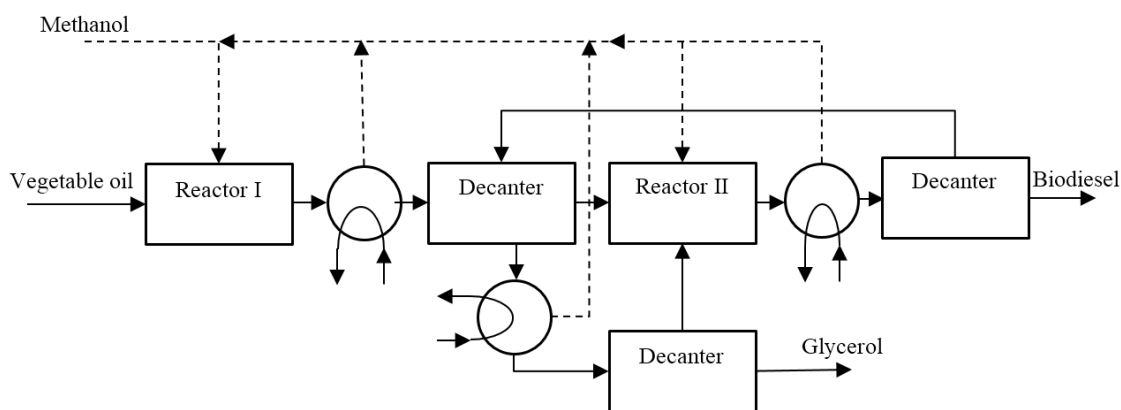 Methanol
Vegetable oil
Reactor I
Decanter
Reactor II
Decanter
Biodiesel
Decanter
Glycerol